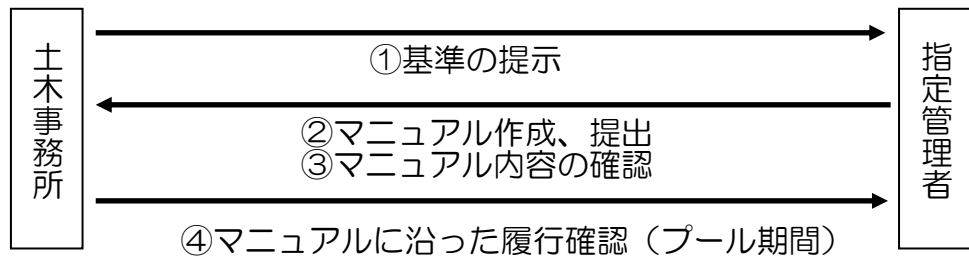 土木事務所
①基準の提示
②マニュアル作成、提出
③マニュアル内容の確認
④マニュアルに沿った履行確認（プール期間）
指定管理者